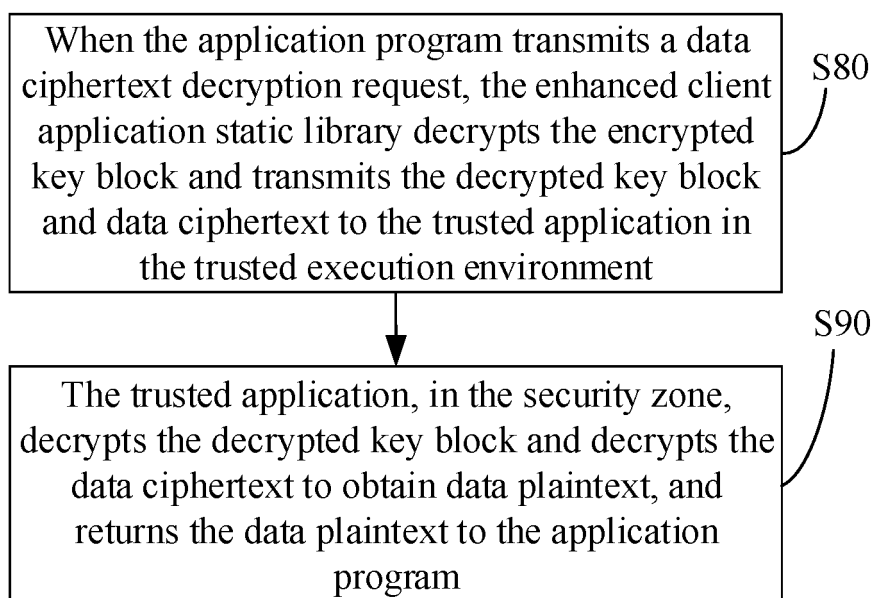 When the application program transmits a data
ciphertext decryption request, the enhanced client
application static library decrypts the encrypted
key block and transmits the decrypted key block
and data ciphertext to the trusted application in
the trusted execution environment
S80
The trusted application, in the security zone,
decrypts the decrypted key block and decrypts the
data ciphertext to obtain data plaintext, and
returns the data plaintext to the application
program
S90